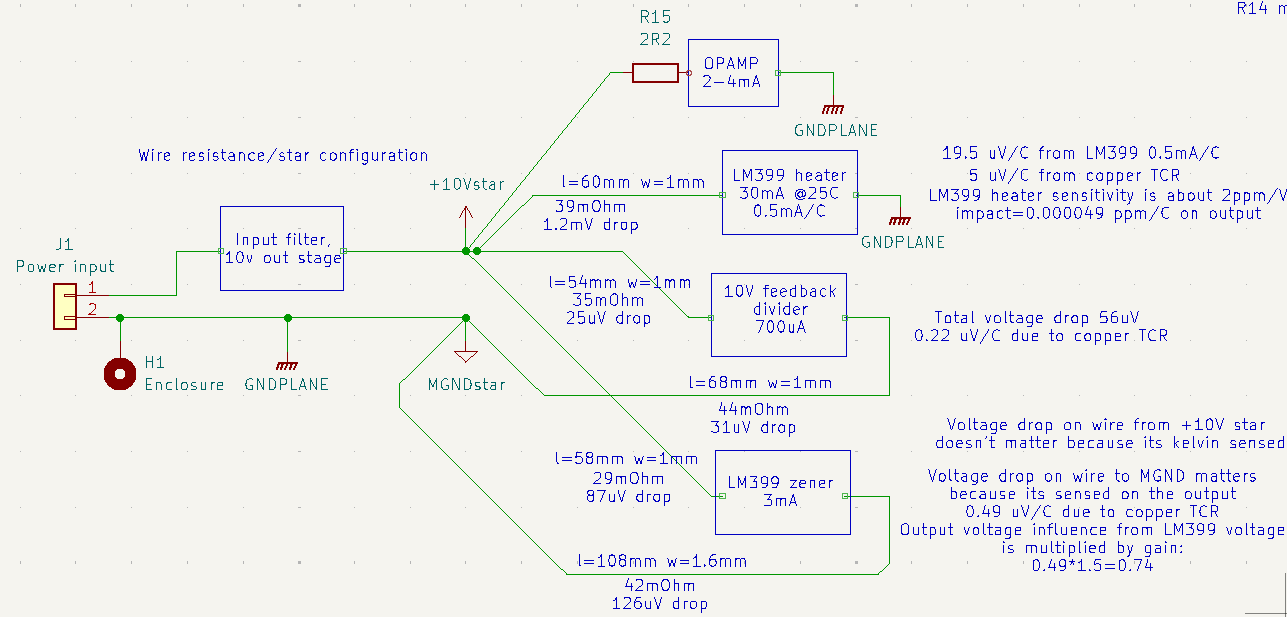 R14 m
R15
2R2
OPAMP
2-4mA
GNDPLANE
Wire resistance/star configuration
+10Vstar
l=60mm w=1mm
39mOhm
1.2mV drop
LM399 heater
30mA @25C
0.5mA/C
GNDPLANE
19.5 uV/C from LM399 0.5mA/C
5 uV/C from copper TCR
LM399 heater sensitivity is about 2ppm/V
impact=0.000049 ppm/C on output
J1
Power input
1
2
Input filter,
10v out stage
H1
Enclosure
GNDPLANE
MGNDstar
l=54mm w=1mm
35mOhm
25uV drop
10V feedback
divider
700uA
Total voltage drop 56uV
0.22 uV/C due to copper TCR
l=68mm w=1mm
44mOhm
31uV drop
l=58mm w=1mm
29mOhm
87uV drop
LM399 zener
3mA
Voltage drop on wire from +10V star
doesn't matter because its kelvin sensed
Voltage drop on wire to MGND matters
because its sensed on the output
0.49 uV/C due to copper TCR
Output voltage influence from LM399 voltage
is multiplied by gain:
0.49*1.5=0.74
l=108mm w=1.6mm
42mOhm
126uV drop